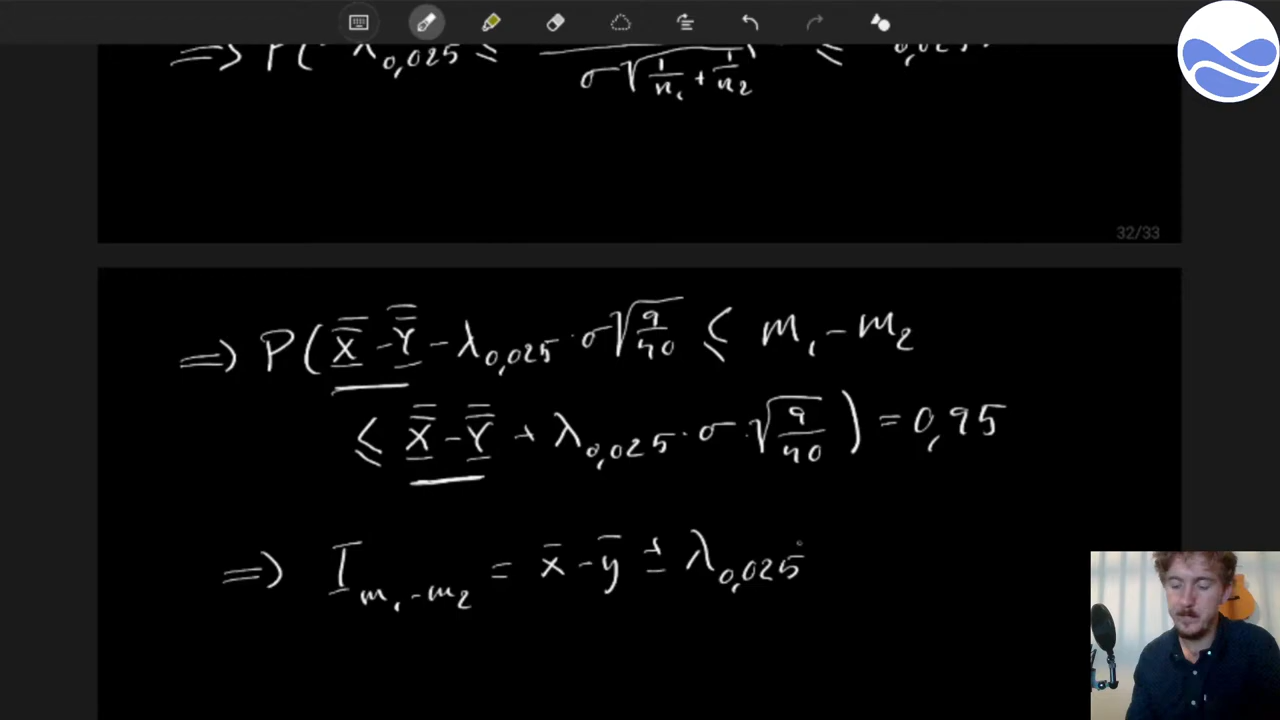 => P( λ0,025 ≤ / σ√(1/n1 + 1/n2) ≤ 0,025
32/33
=> P( X̄ - Ȳ - λ0,025 · σ√(9/40) ≤ m1 - m2
≤ X̄ - Ȳ + λ0,025 · σ · √(9/40) ) = 0,95
=> I m1-m2 = x̄ - ȳ ± λ0,025